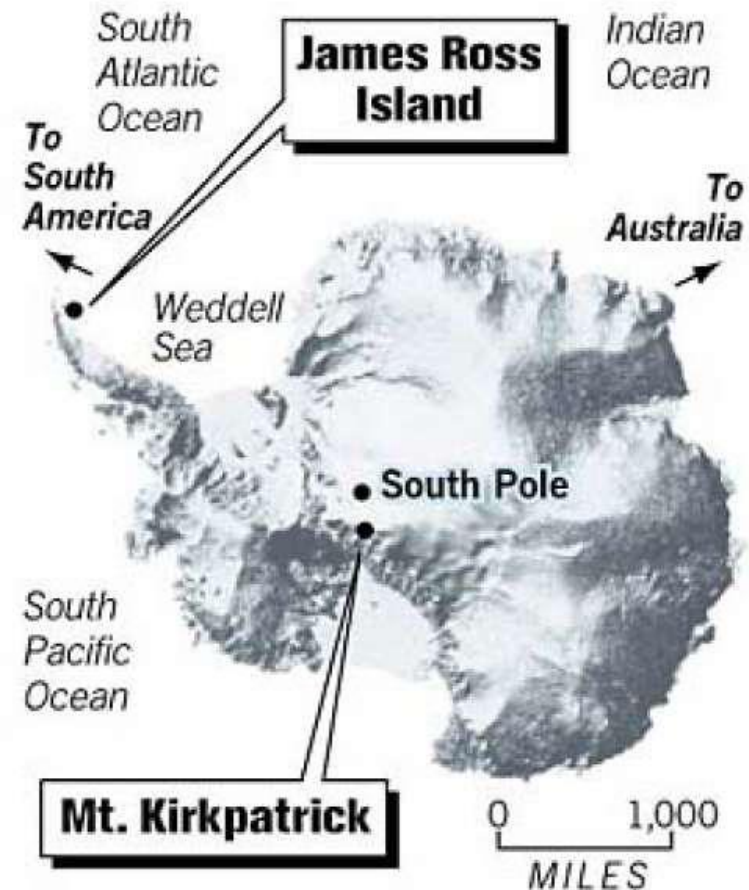 South
Atlantic
Ocean
James Ross
Island
Indian
Ocean
To
South
America
To
Australia
Weddell
Sea
South Pole
South
Pacific
Ocean
Mt. Kirkpatrick
0 1,000
MILES